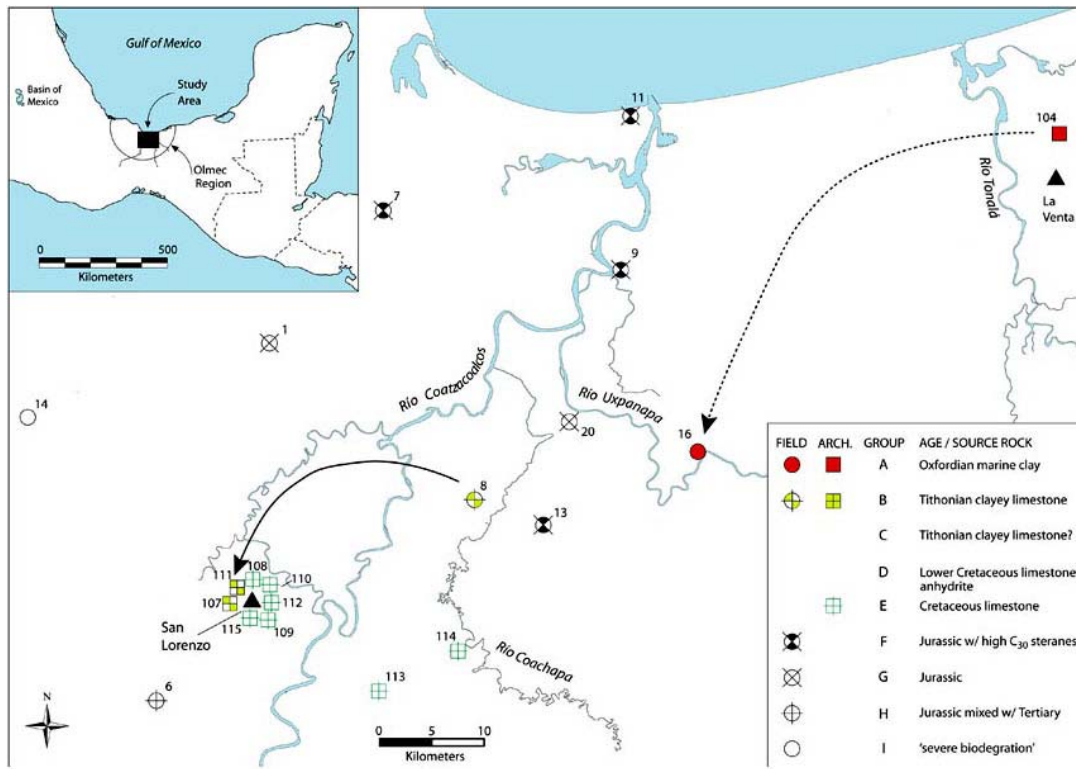 Gulf of Mexico
Basin of
Mexico
Study
Area
Olmec
Region
0 500
Kilometers
11
104
La
Venta
Río Tonalá
7
9
1
Río Coatzacoalcos
14
Río Uxpanapa
20
16
8
13
111
108
110
107
112
115
109
San
Lorenzo
114
Río Coachapa
113
6
N
0 5 10
Kilometers
FIELD ARCH. GROUP AGE / SOURCE ROCK
A Oxfordian marine clay
B Tithonian clayey limestone
C Tithonian clayey limestone?
D Lower Cretaceous limestone
anhydrite
E Cretaceous limestone
F Jurassic w/ high C₃₀ steranes
G Jurassic
H Jurassic mixed w/ Tertiary
I 'severe biodegration'